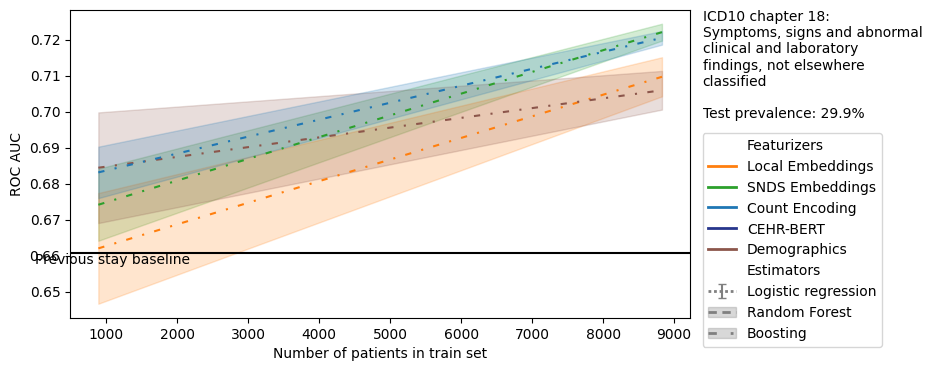 0.72
0.71
0.70
0.69
0.68
0.67
0.66
0.65
ROC AUC
Previous stay baseline
1000 2000 3000 4000 5000 6000 7000 8000 9000
Number of patients in train set
ICD10 chapter 18:
Symptoms, signs and abnormal
clinical and laboratory
findings, not elsewhere
classified
Test prevalence: 29.9%
Featurizers
Local Embeddings
SNDS Embeddings
Count Encoding
CEHR-BERT
Demographics
Estimators
Logistic regression
Random Forest
Boosting